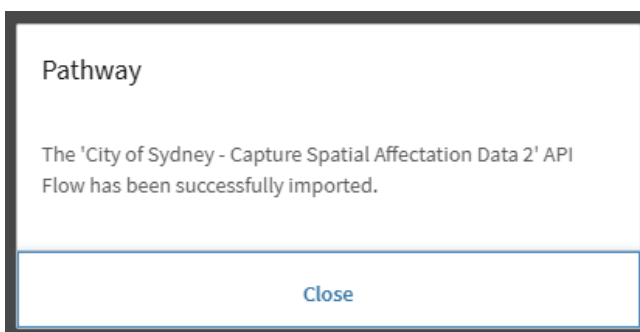 Pathway
The 'City of Sydney - Capture Spatial Affectation Data 2' API
Flow has been successfully imported.
Close